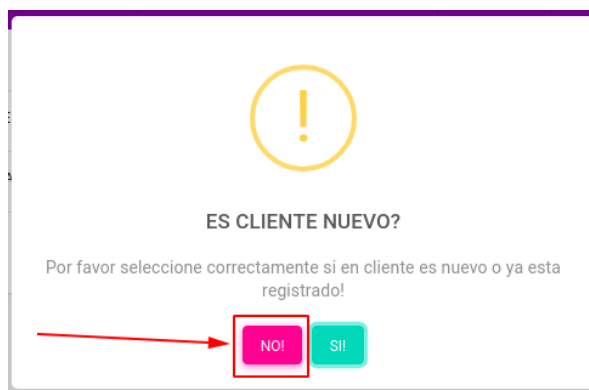 ES CLIENTE NUEVO?
Por favor seleccione correctamente si en cliente es nuevo o ya esta
registrado!
NO! SI!